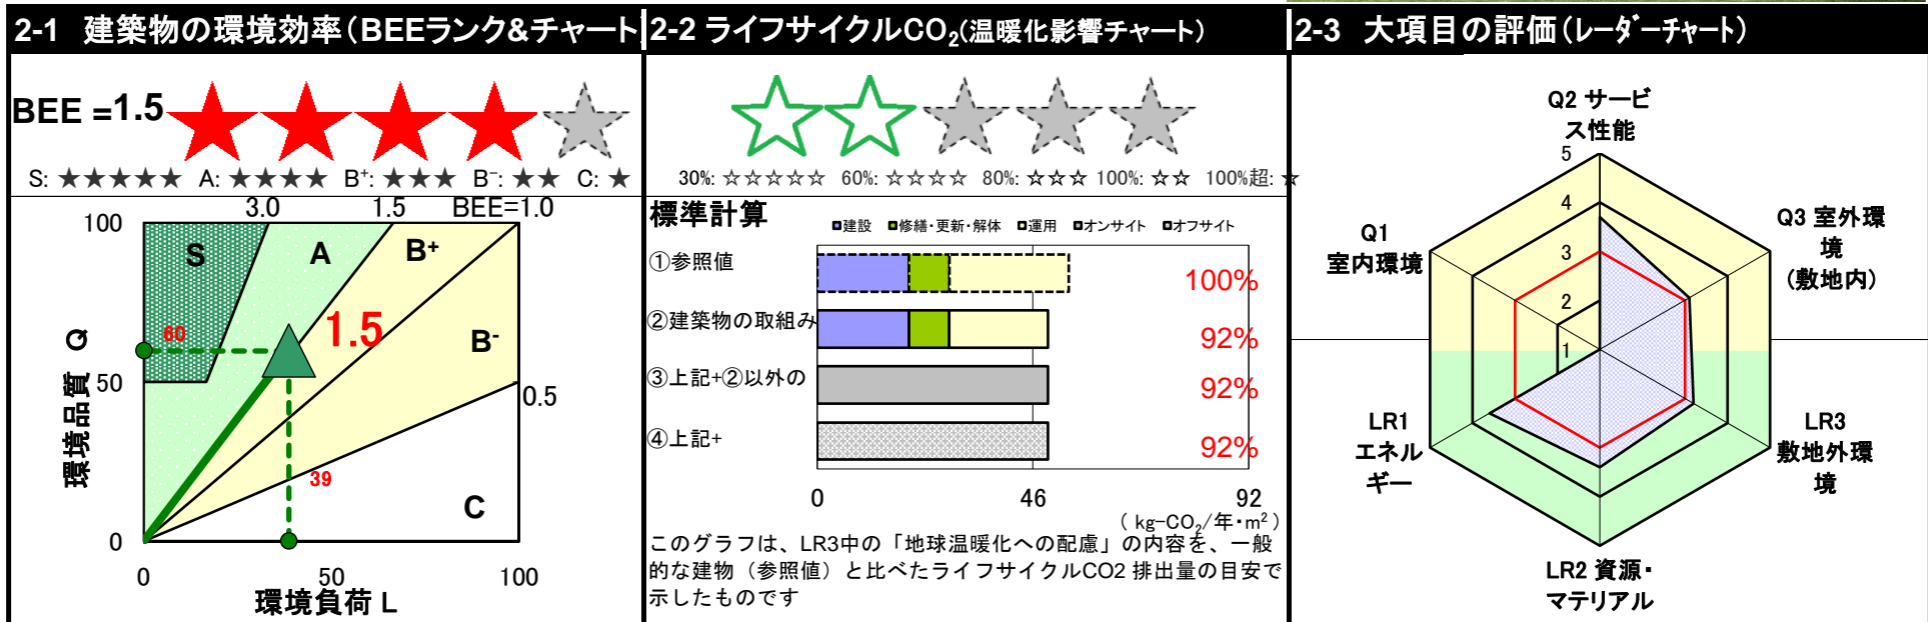 2-1 建築物の環境効率(BEEランク&チャート)
BEE = 1.5 ★★★★★
S: ★★★★★ A: ★★★★ B⁺: ★★★ B⁻: ★★ C: ★
3.0 1.5 BEE=1.0
100
S
A
B⁺
60
1.5
B⁻
50
0.5
39
C
0
環境品質 Q
0 50 100
環境負荷 L
2-2 ライフサイクルCO₂(温暖化影響チャート)
☆☆★★★
30%: ☆☆☆☆☆ 60%: ☆☆☆☆ 80%: ☆☆☆ 100%: ☆☆ 100%超: ☆
標準計算
建設 修繕・更新・解体 運用 オンサイト オフサイト
①参照値 100%
②建築物の取組み 92%
③上記+②以外の 92%
④上記+ 92%
0 46 92
( kg-CO₂/年・m² )
このグラフは、LR3中の「地球温暖化への配慮」の内容を、一般
的な建物(参照値)と比べたライフサイクルCO2 排出量の目安で
示したものです
2-3 大項目の評価(レーダーチャート)
Q2 サービ
ス性能
5
4
3
2
1
Q1
室内環境
Q3 室外環
境
(敷地内)
LR1
エネル
ギー
LR3
敷地外環
境
LR2 資源・
マテリアル